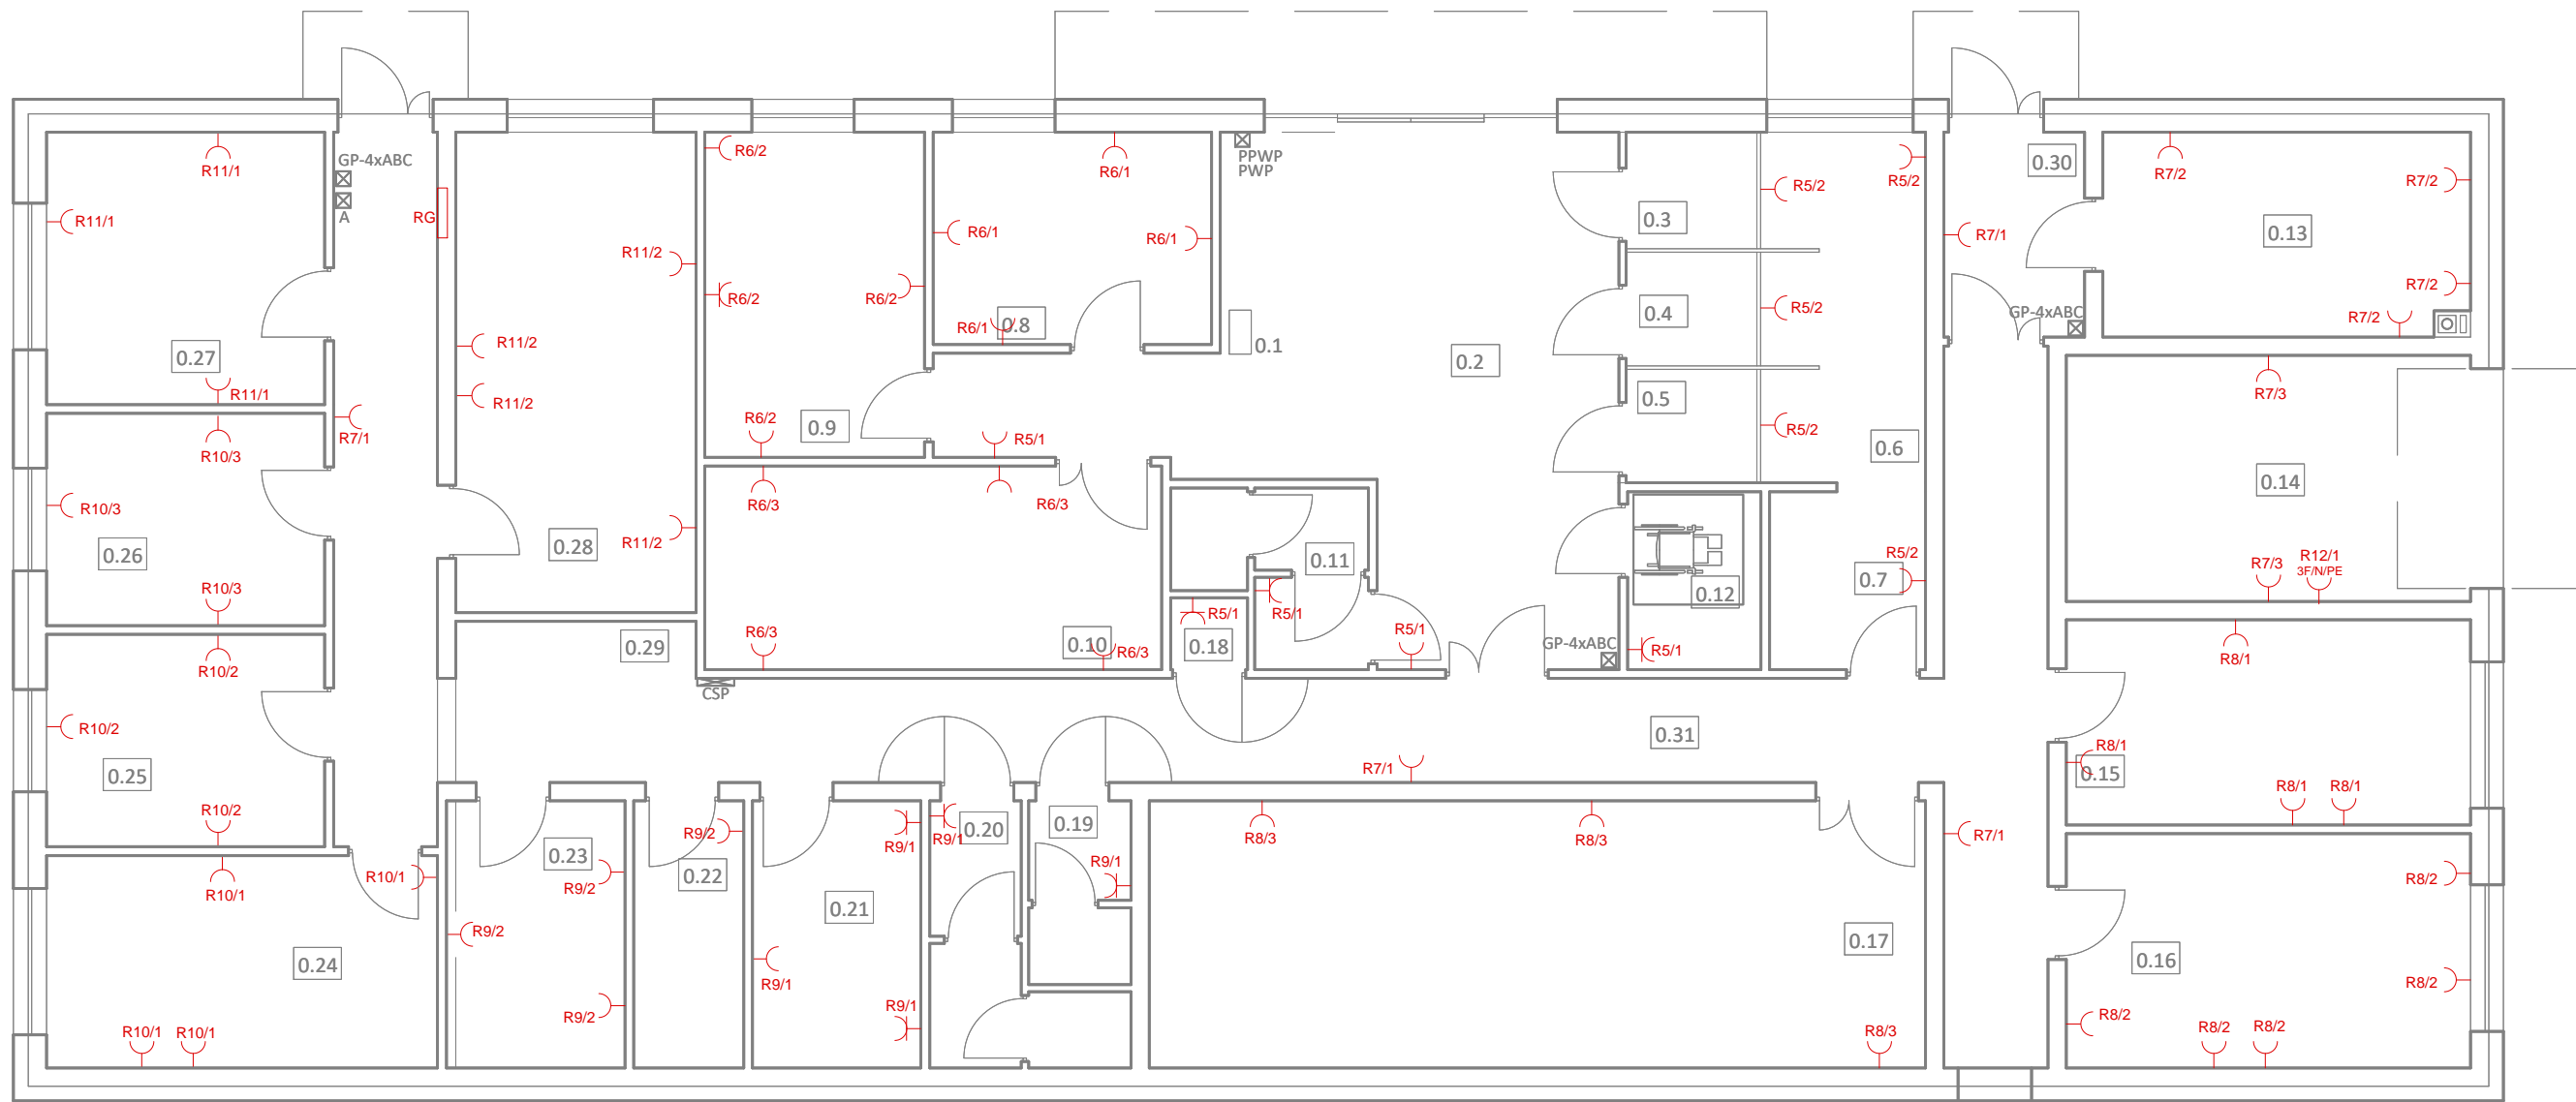 GP-4xABC
A
RG
R11/1
R11/1
0.27
R11/1
R7/1
R10/3
R10/3
0.26
R10/3
R10/2
R10/2
0.25
R10/2
R10/1
R10/1
0.24
R10/1
R10/1
R11/2
R11/2
R11/2
R11/2
0.28
0.29
R6/2
R6/2
R6/2
R6/2
0.9
R6/1
R6/1
R6/1
R6/1
0.8
PPWP
PWP
0.1
0.2
R5/1
R6/3
R6/3
R6/3
0.10
R6/3
CSP
0.11
R5/1
R5/1
0.18
R5/1
GP-4xABC
0.3
0.4
0.5
R5/2
R5/2
R5/2
R5/2
0.6
R5/2
0.7
0.12
R5/1
0.30
R7/1
GP-4xABC
R7/2
R7/2
0.13
R7/2
R7/2
R7/3
0.14
R7/3
R12/1
3F/N/PE
R8/1
R8/1
0.15
R8/1
R8/1
0.31
R7/1
R7/1
R9/2
0.23
R9/2
R9/2
R9/2
0.22
R9/1
0.21
R9/1
R9/1
R9/1
0.20
0.19
R9/1
R8/3
R8/3
0.17
R8/3
R8/2
0.16
R8/2
R8/2
R8/2
R8/2